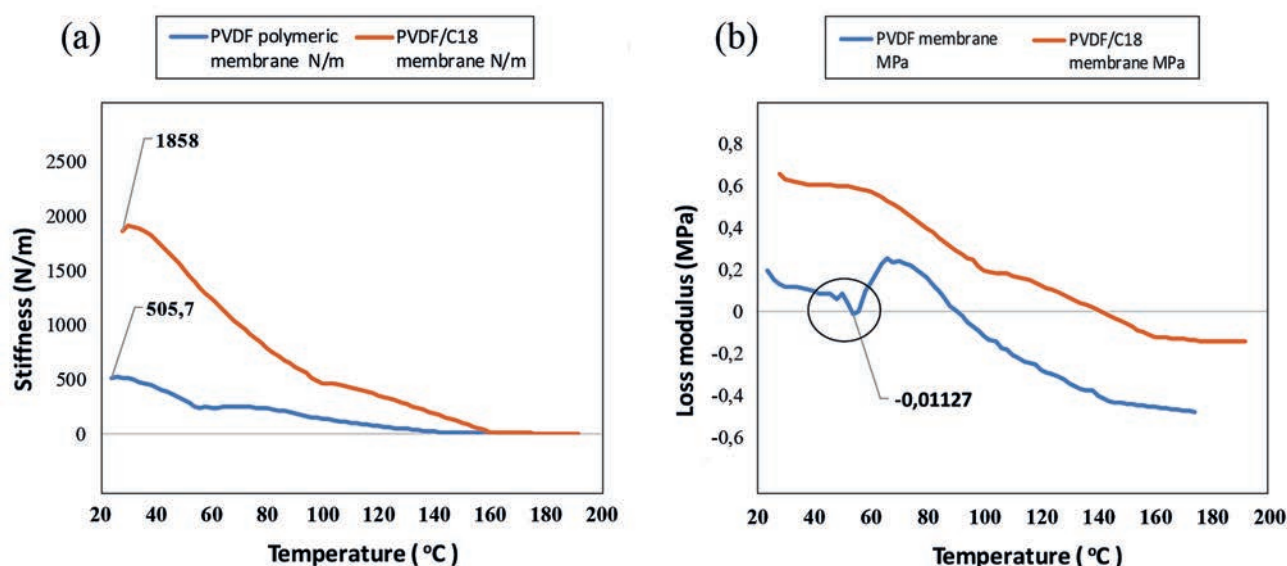 (a)
PVDF polymeric membrane N/m
PVDF/C18 membrane N/m
Stiffness (N/m)
2500
2000
1500
1000
500
0
1858
505,7
20 40 60 80 100 120 140 160 180 200
Temperature ( °C)
(b)
PVDF membrane MPa
PVDF/C18 membrane MPa
Loss modulus (MPa)
0,8
0,6
0,4
0,2
0
-0,2
-0,4
-0,6
-0,01127
20 40 60 80 100 120 140 160 180 200
Temperature ( °C)